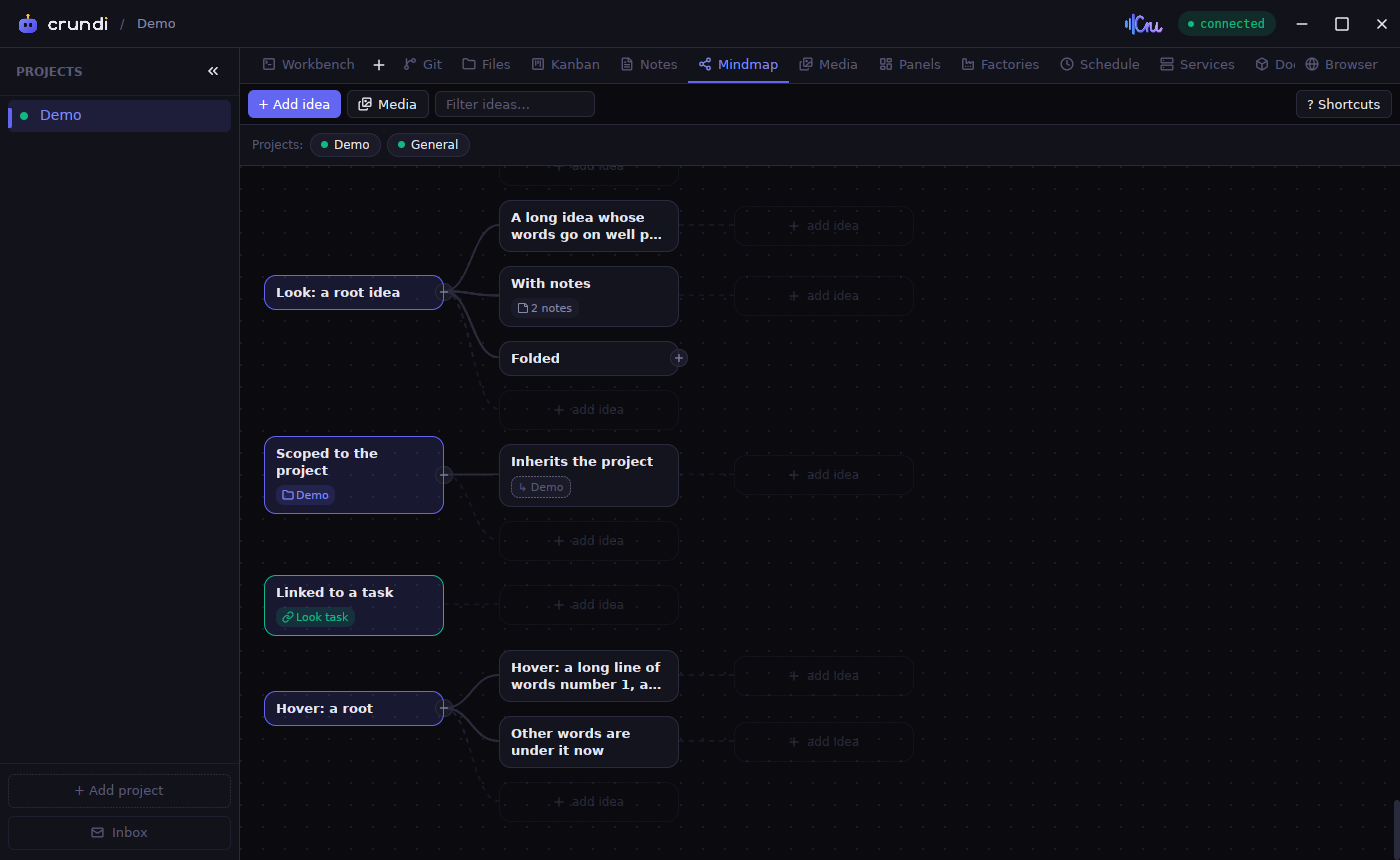 crundi / Demo
Cru
connected
PROJECTS
Demo
+ Add project
Inbox
Workbench + Git Files Kanban Notes Mindmap Media Panels Factories Schedule Services Doc Browser
+ Add idea Media Filter ideas... ? Shortcuts
Projects: Demo General
+ add idea
Look: a root idea
A long idea whose
words go on well p...
+ add idea
With notes
2 notes
+ add idea
Folded
+ add idea
Scoped to the
project
Demo
Inherits the project
↳ Demo
+ add idea
+ add idea
Linked to a task
Look task
+ add idea
Hover: a root
Hover: a long line of
words number 1, a...
+ add idea
Other words are
under it now
+ add idea
+ add idea